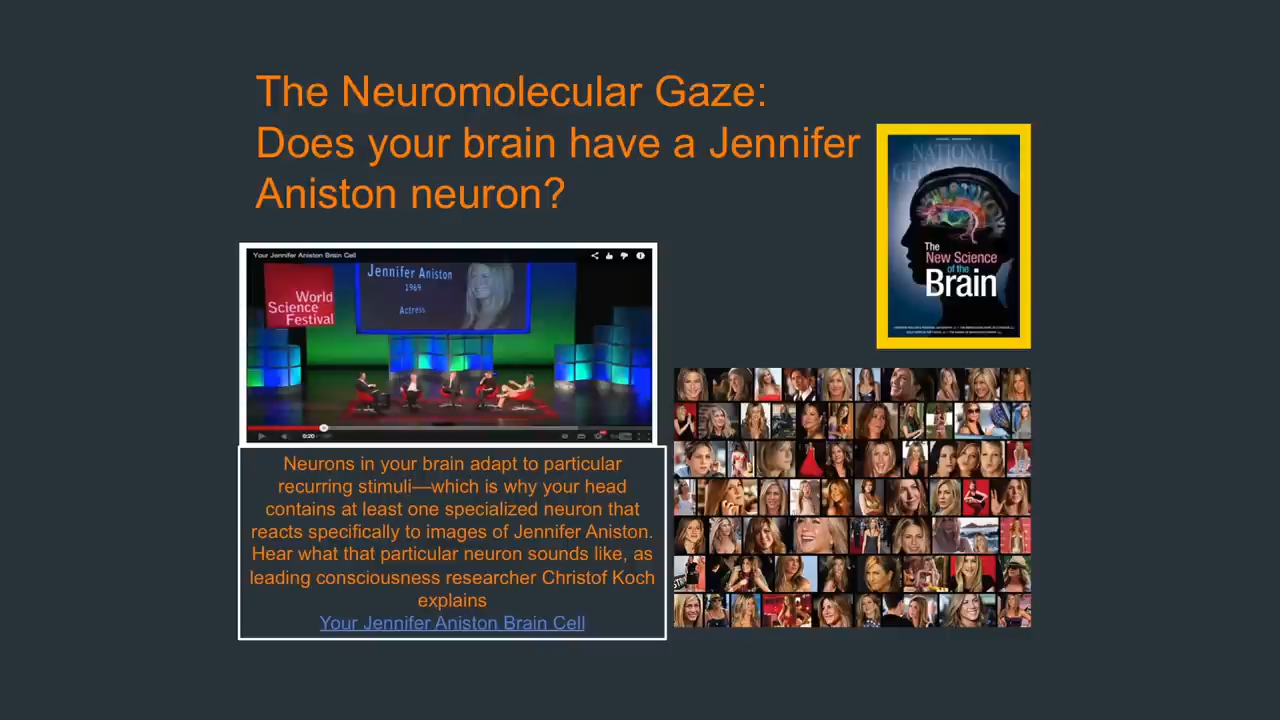 The Neuromolecular Gaze:
Does your brain have a Jennifer
Aniston neuron?
NATIONAL
GEOGRAPHIC
The
New Science
of the
Brain
Your Jennifer Aniston Brain Cell
World
Science
Festival
Jennifer Aniston
1969
Actress
0:20
Neurons in your brain adapt to particular
recurring stimuli—which is why your head
contains at least one specialized neuron that
reacts specifically to images of Jennifer Aniston.
Hear what that particular neuron sounds like, as
leading consciousness researcher Christof Koch
explains
Your Jennifer Aniston Brain Cell